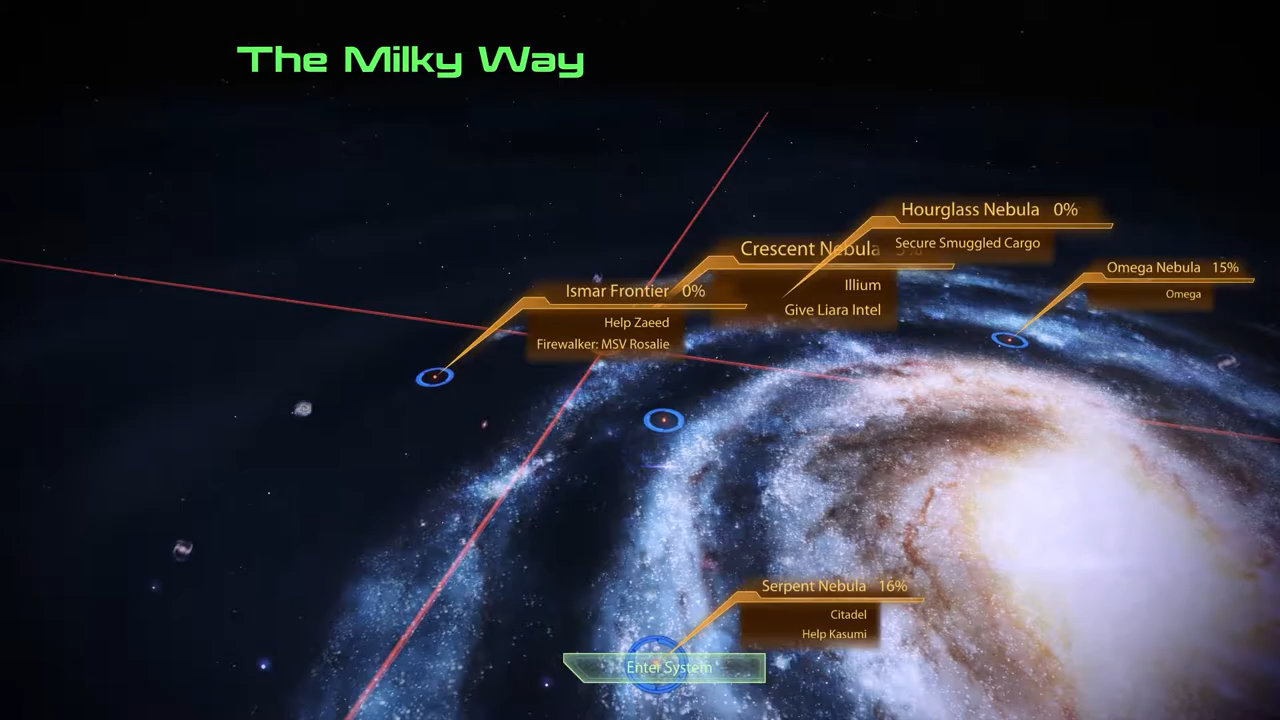 The Milky Way
Hourglass Nebula 0%
Secure Smuggled Cargo
Crescent Nebula
Illium
Give Liara Intel
Omega Nebula 15%
Omega
Ismar Frontier 0%
Help Zaeed
Firewalker: MSV Rosalie
Serpent Nebula 16%
Citadel
Help Kasumi
Enter System